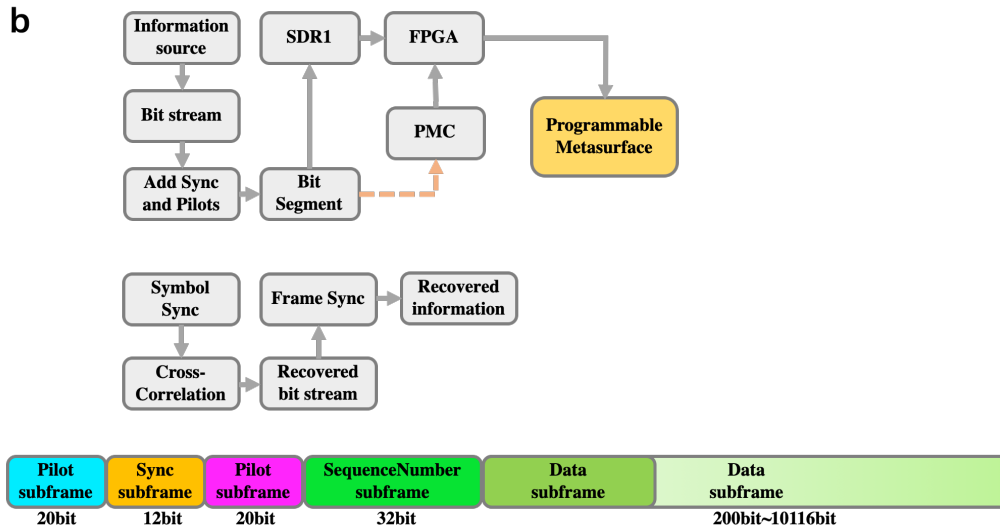 b
Information
source
SDR1
FPGA
Bit stream
PMC
Programmable
Metasurface
Add Sync
and Pilots
Bit
Segment
Symbol
Sync
Frame Sync
Recovered
information
Cross-
Correlation
Recovered
bit stream
Pilot
subframe
Sync
subframe
Pilot
subframe
SequenceNumber
subframe
Data
subframe
Data
subframe
20bit
12bit
20bit
32bit
200bit~10116bit